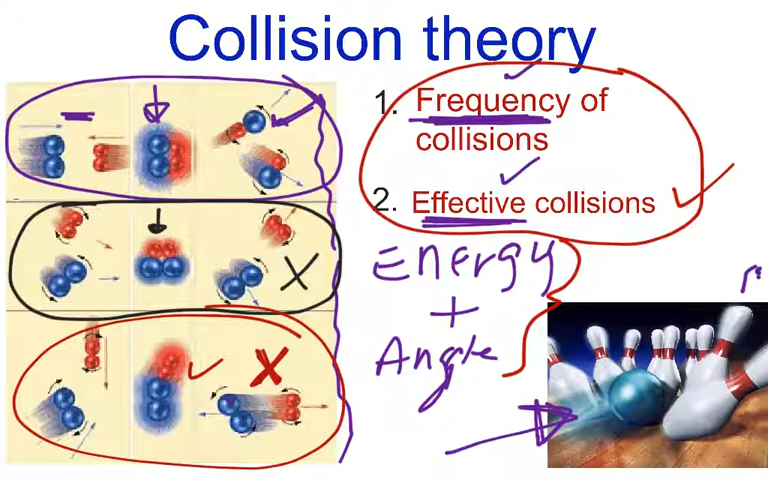 Collision theory
1. Frequency of
collisions
2. Effective collisions
Energy
+
Angle